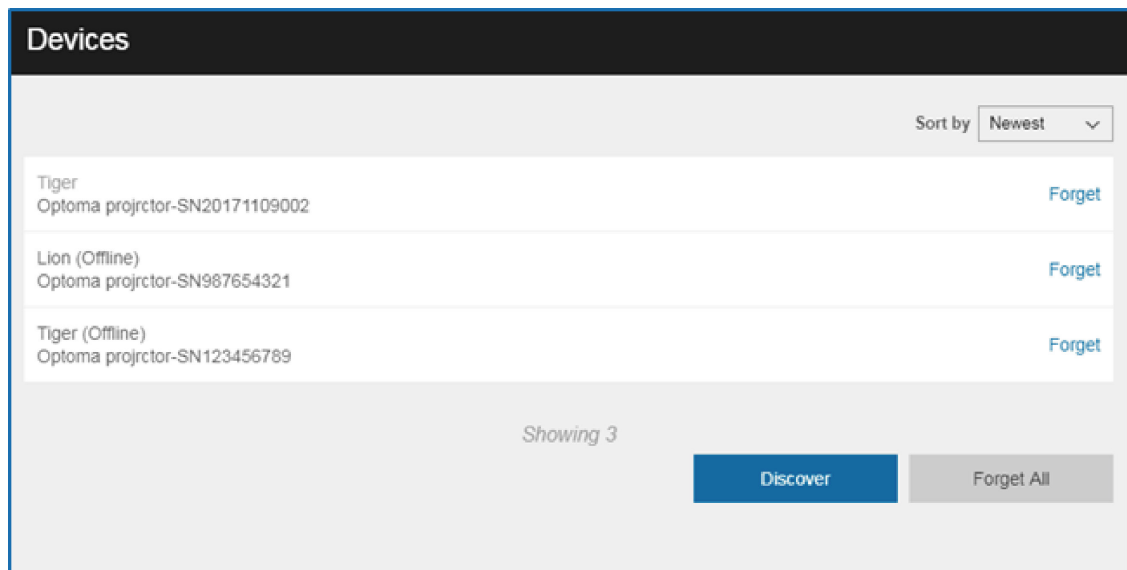 Devices
Sort by Newest
Tiger
Optoma projrctor-SN20171109002
Forget
Lion (Offline)
Optoma projrctor-SN987654321
Forget
Tiger (Offline)
Optoma projrctor-SN123456789
Forget
Showing 3
Discover Forget All